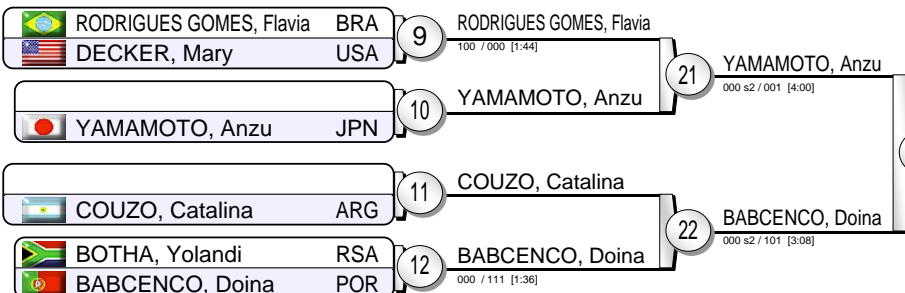 RODRIGUES GOMES, Flavia BRA
DECKER, Mary USA
9
RODRIGUES GOMES, Flavia
100 / 000 [1:44]
YAMAMOTO, Anzu JPN
10
YAMAMOTO, Anzu
21
YAMAMOTO, Anzu
000 s2 / 001 [4:00]
COUZO, Catalina ARG
11
COUZO, Catalina
BOTHA, Yolandi RSA
BABCENCO, Doina POR
12
BABCENCO, Doina
000 / 111 [1:36]
22
BABCENCO, Doina
000 s2 / 101 [3:08]